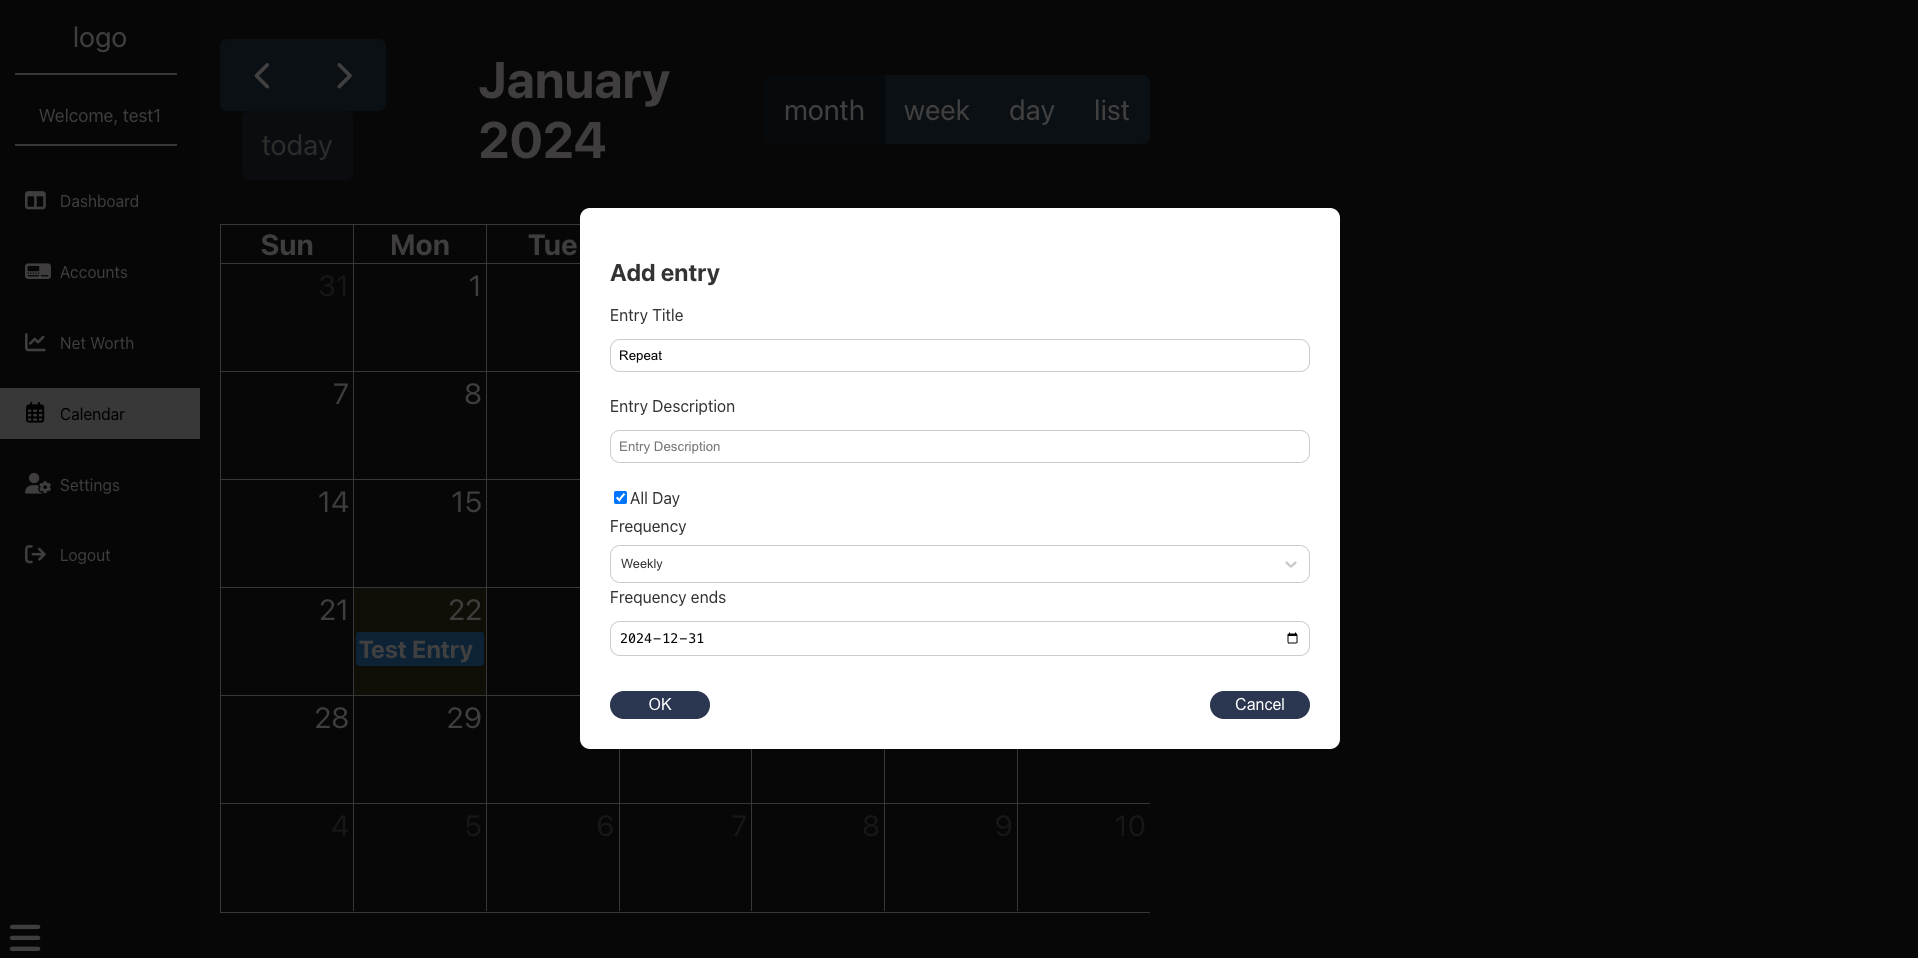 logo
Welcome, test1
Dashboard
Accounts
Net Worth
Calendar
Settings
Logout
today
January
2024
month week day list
Sun Mon Tue
31 1
7 8
14 15
21 22
Test Entry
28 29
4 5 6 7 8 9 10
Add entry
Entry Title
Repeat
Entry Description
Entry Description
All Day
Frequency
Weekly
Frequency ends
2024-12-31
OK Cancel